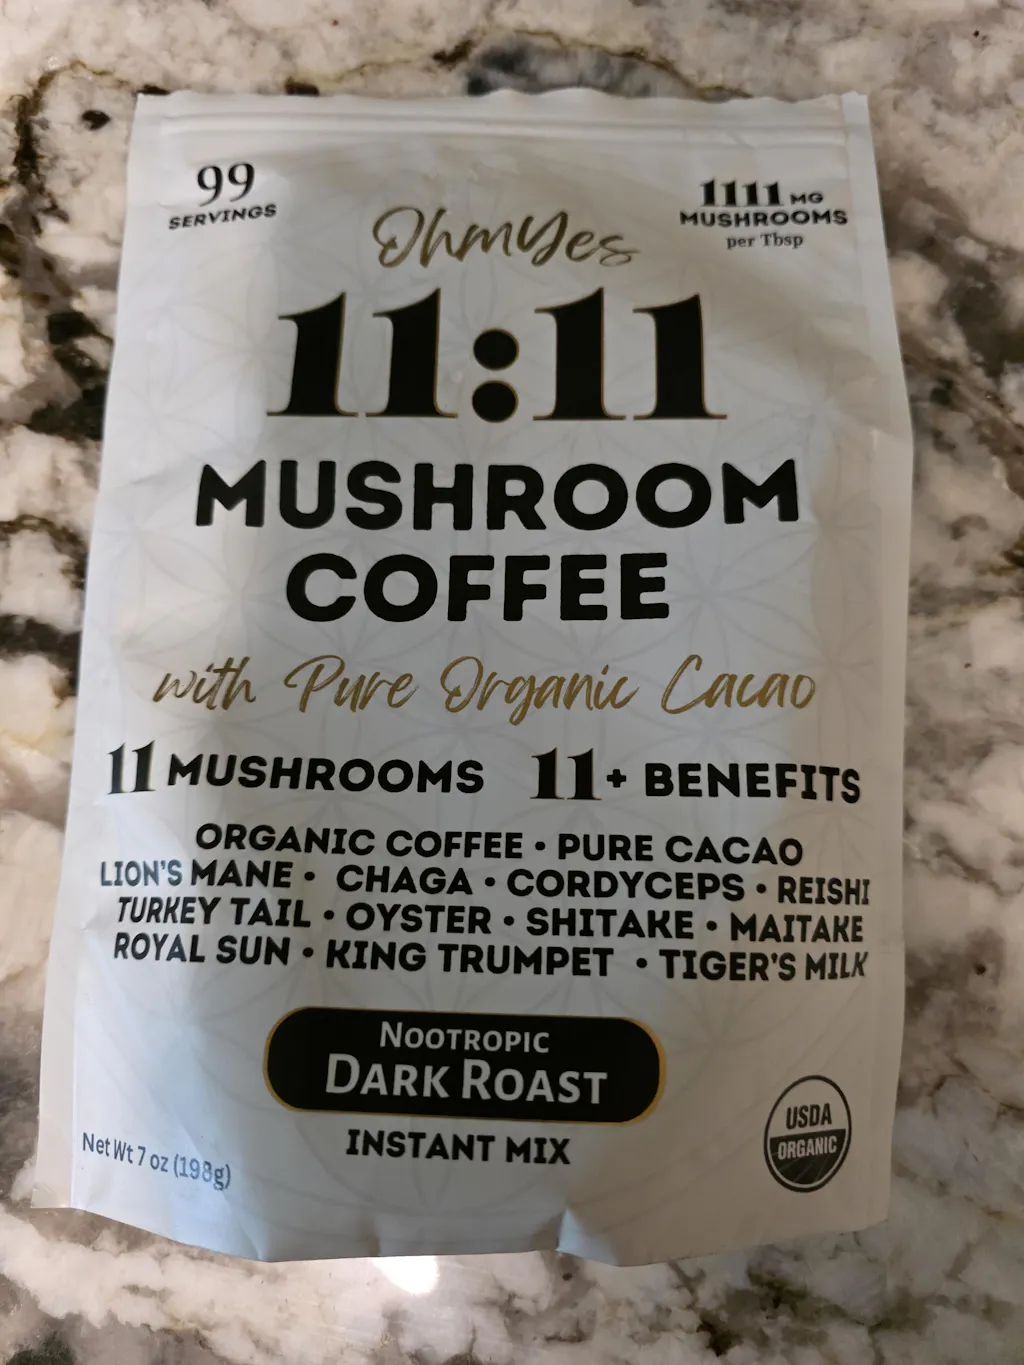 99
SERVINGS
1111 MG
MUSHROOMS
per Tbsp
OhmYes
11:11
MUSHROOM
COFFEE
with Pure Organic Cacao
11 MUSHROOMS 11+ BENEFITS
ORGANIC COFFEE • PURE CACAO
LION'S MANE • CHAGA • CORDYCEPS • REISHI
TURKEY TAIL • OYSTER • SHITAKE • MAITAKE
ROYAL SUN • KING TRUMPET • TIGER'S MILK
NOOTROPIC
DARK ROAST
INSTANT MIX
Net Wt 7 oz (198g)
USDA
ORGANIC